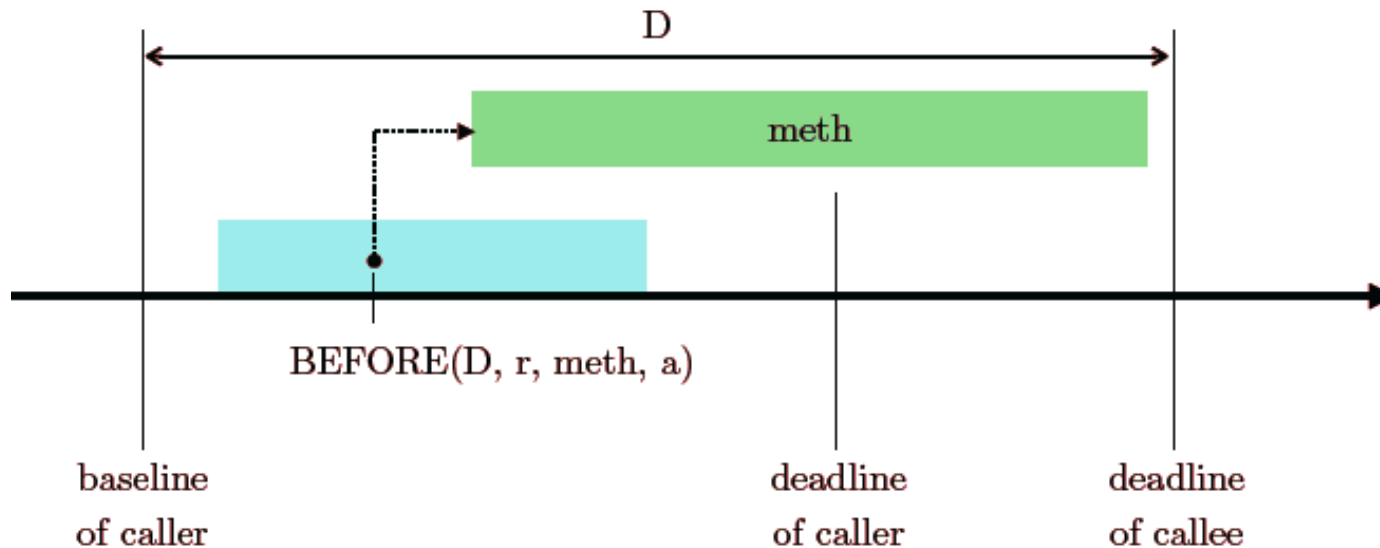 D
meth
BEFORE(D, r, meth, a)
baseline
of caller
deadline
of caller
deadline
of callee